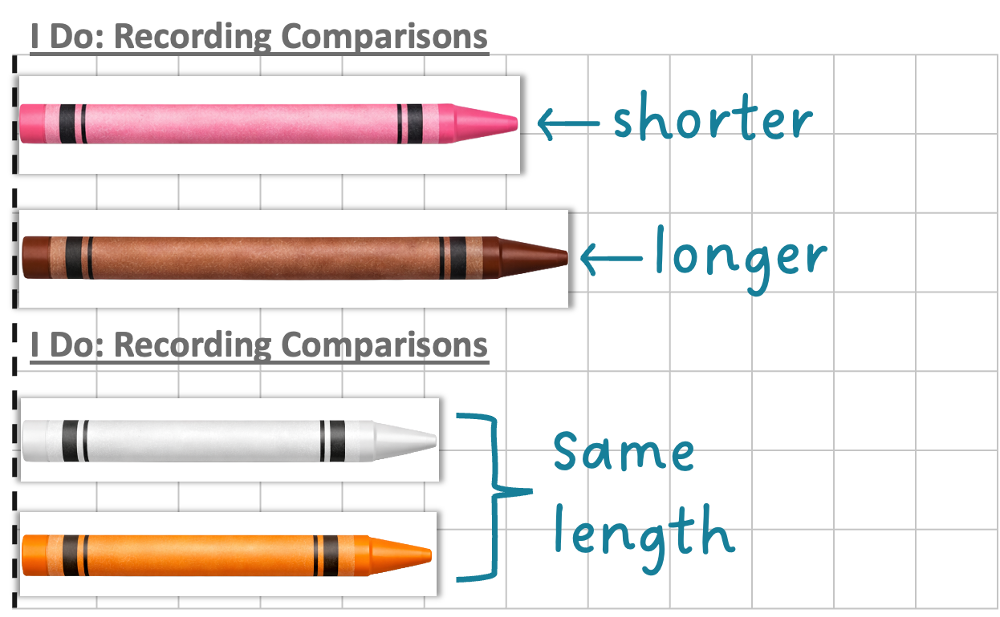 I Do: Recording Comparisons
shorter
longer
I Do: Recording Comparisons
same
length